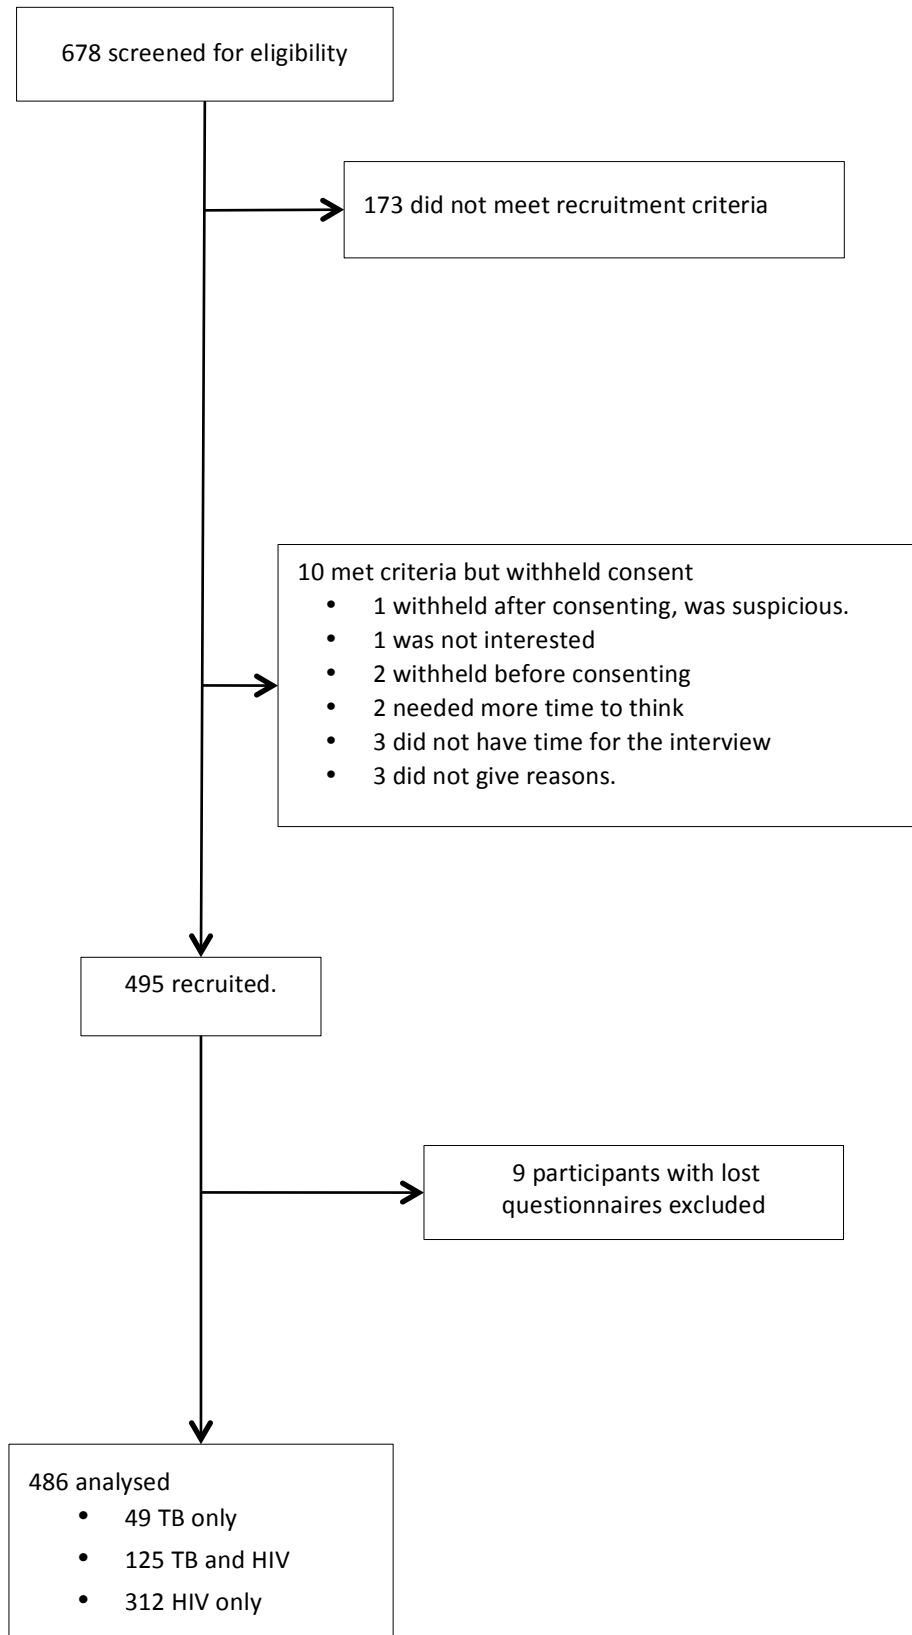 678 screened for eligibility
173 did not meet recruitment criteria
10 met criteria but withheld consent
• 1 withheld after consenting, was suspicious.
• 1 was not interested
• 2 withheld before consenting
• 2 needed more time to think
• 3 did not have time for the interview
• 3 did not give reasons.
495 recruited.
9 participants with lost
questionnaires excluded
486 analysed
• 49 TB only
• 125 TB and HIV
• 312 HIV only